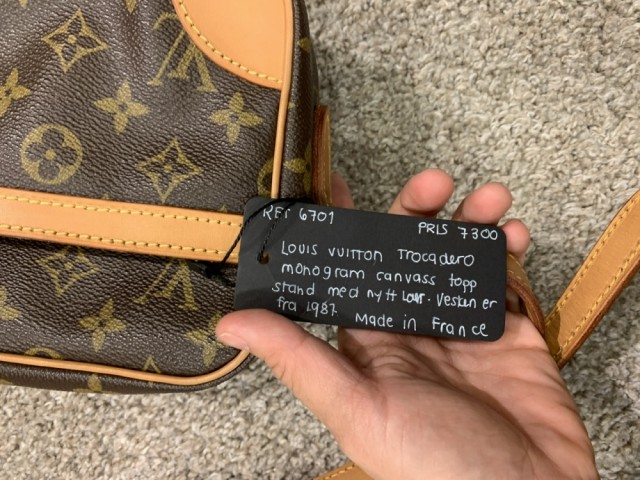 REF 6701
PRIS 7300
LOUIS VUITTON Trocadero
monogram canvass topp
stand med nytt Lær. Vesken er
fra 1987. Made in France